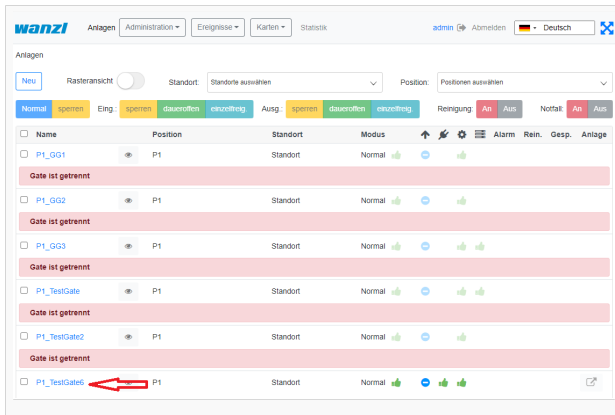 wanzl Anlagen Administration Ereignisse Karten Statistik admin Abmelden Deutsch
Anlagen
Neu Rasteransicht Standort: Standorte auswählen Position: Positionen auswählen
Normal sperren Eing.: sperren daueroffen einzelfreig. Ausg.: sperren daueroffen einzelfreig. Reinigung: An Aus Notfall: An Aus
Name Position Standort Modus Alarm Rein. Gesp. Anlage
P1_GG1 P1 Standort Normal
Gate ist getrennt
P1_GG2 P1 Standort Normal
Gate ist getrennt
P1_GG3 P1 Standort Normal
Gate ist getrennt
P1_TestGate P1 Standort Normal
Gate ist getrennt
P1_TestGate2 P1 Standort Normal
Gate ist getrennt
P1_TestGate6 P1 Standort Normal